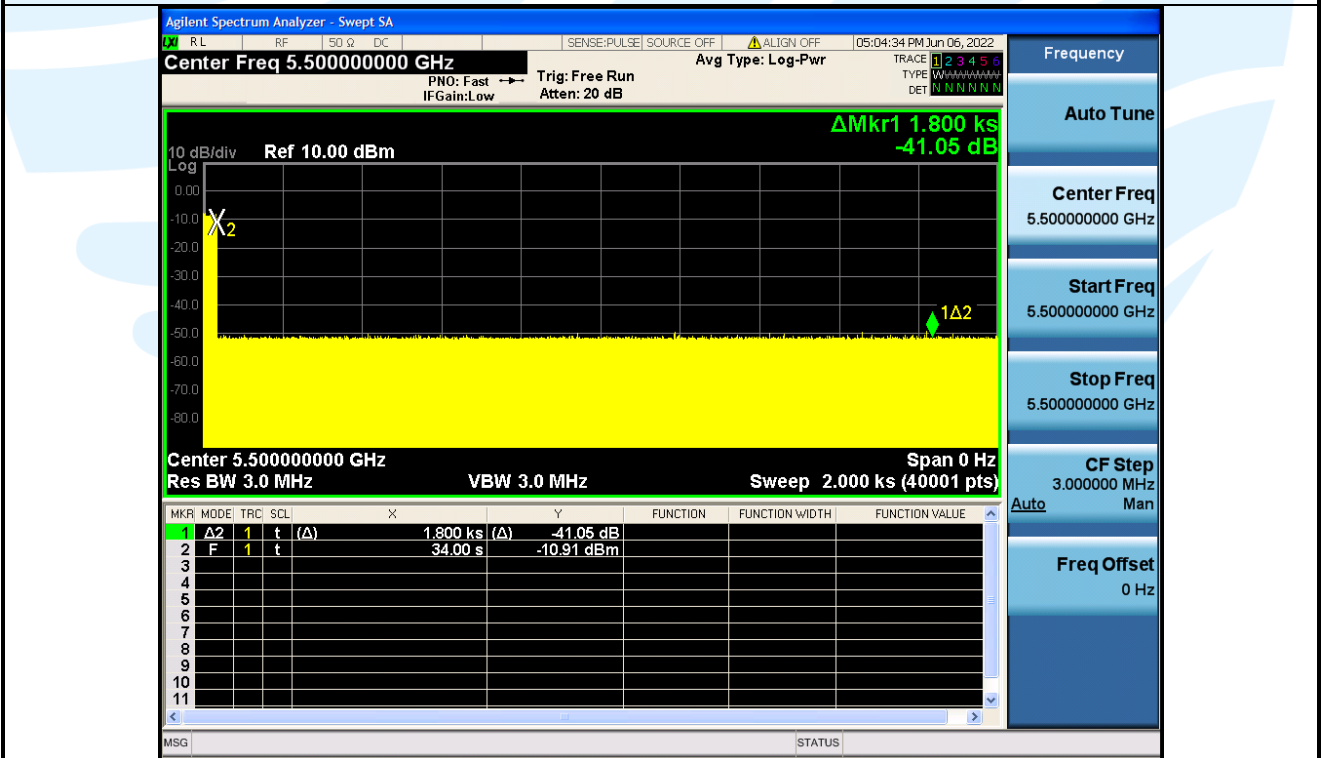 Agilent Spectrum Analyzer - Swept SA
LXI RL RF 50 Ω DC SENSE:PULSE SOURCE OFF ALIGN OFF 05:04:34 PM Jun 06, 2022
Center Freq 5.500000000 GHz Avg Type: Log-Pwr TRACE 1 2 3 4 5 6
PNO: Fast Trig: Free Run TYPE W
IFGain:Low Atten: 20 dB DET N N N N N N
ΔMkr1 1.800 ks
-41.05 dB
10 dB/div Ref 10.00 dBm
Log
0.00
-10.0
2
-20.0
-30.0
-40.0
1Δ2
-50.0
-60.0
-70.0
-80.0
Center 5.500000000 GHz Span 0 Hz
Res BW 3.0 MHz VBW 3.0 MHz Sweep 2.000 ks (40001 pts)
MKR MODE TRC SCL X Y FUNCTION FUNCTION WIDTH FUNCTION VALUE
1 Δ2 1 t (Δ) 1.800 ks (Δ) -41.05 dB
2 F 1 t 34.00 s -10.91 dBm
3
4
5
6
7
8
9
10
11
MSG STATUS
Frequency
Auto Tune
Center Freq
5.500000000 GHz
Start Freq
5.500000000 GHz
Stop Freq
5.500000000 GHz
CF Step
3.000000 MHz
Auto Man
Freq Offset
0 Hz